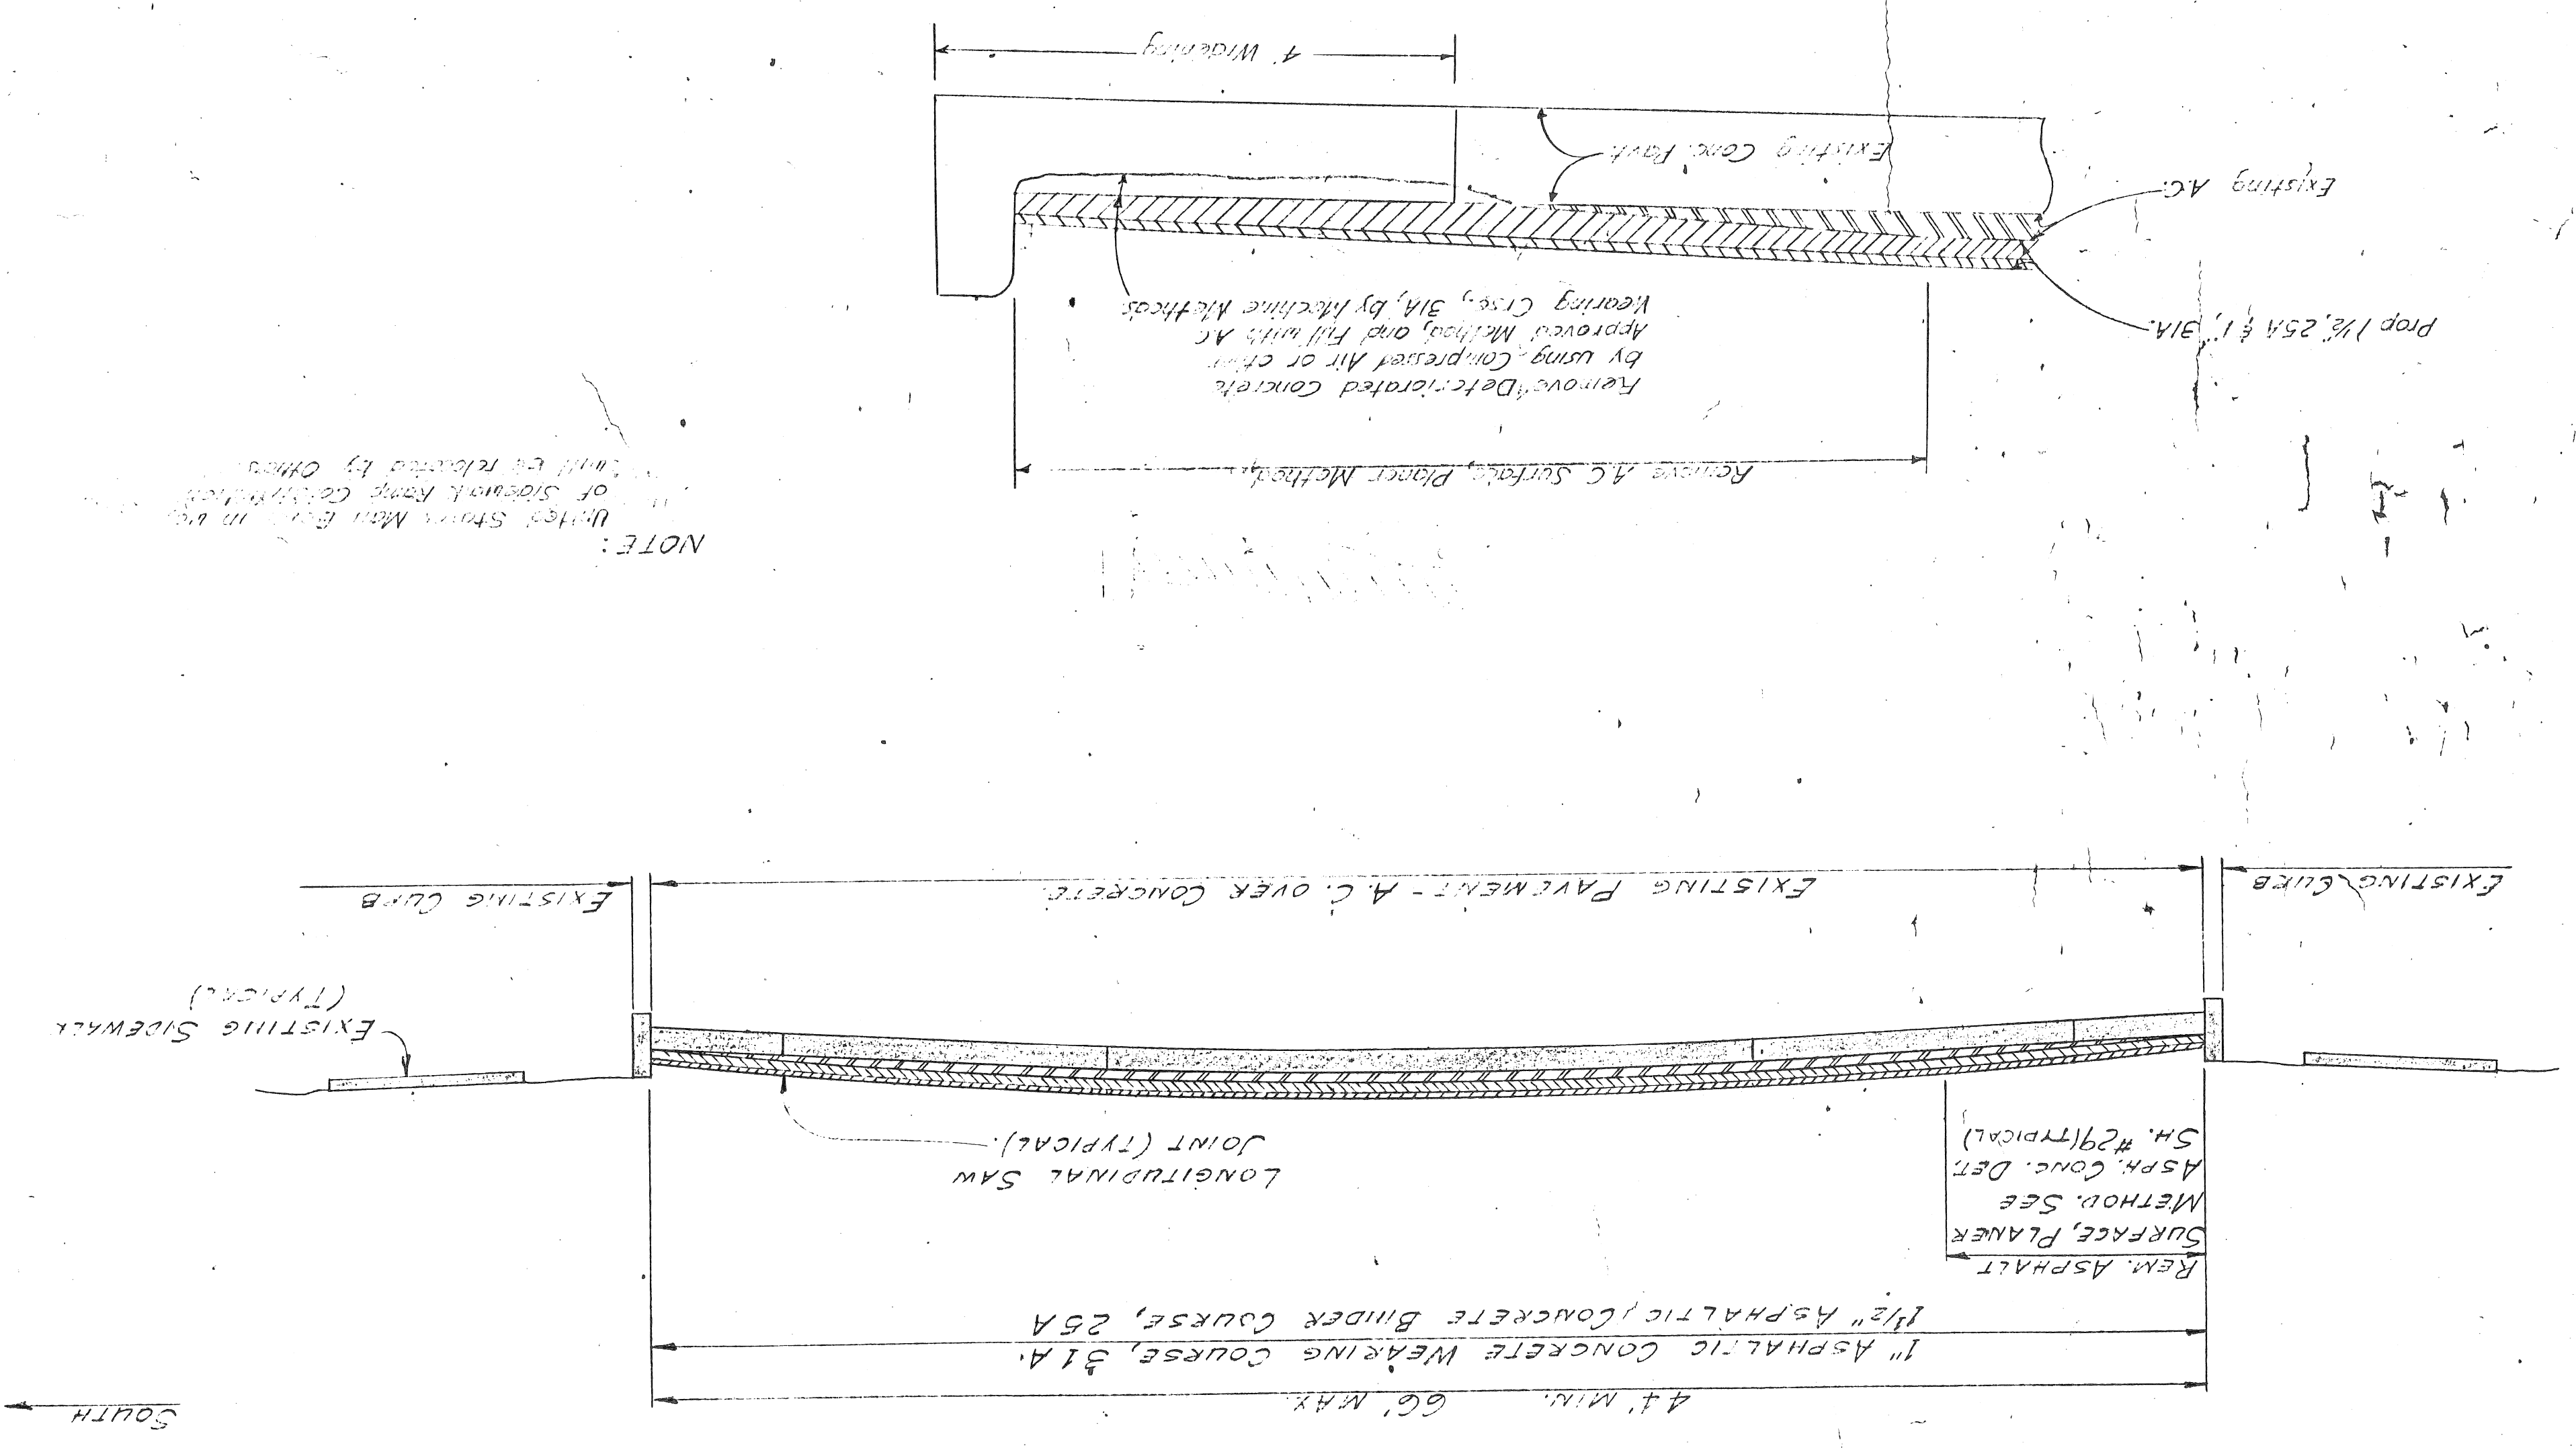 SOUTH
44' MIN. 66' MAX.
1" ASPHALTIC CONCRETE WEARING COURSE, 31A.
1½" ASPHALTIC CONCRETE BINDER COURSE, 25A
REM. ASPHALT
SURFACE, PLANER
METHOD. SEE
ASPH. CONC. DET.
SH. #29(TYPICAL)
LONGITUDINAL SAW
JOINT (TYPICAL).
EXISTING SIDEWALK
(TYPICAL)
EXISTING CURB
EXISTING PAVEMENT - A.C. OVER CONCRETE.
EXISTING CURB
NOTE:
United States Mail Boxes in
of Sidewalk Ramp Construction
will be relocated by Others.
Remove A.C. Surface, Planer Method.
Remove Deteriorated Concrete
by using Compressed Air or other
Approved Method, and Fill with A.C.
Wearing Crse, 31A, by Machine Methods
Prop 1½", 25A & 1", 31A.
Existing A.C.
Existing Conc. Pavt.
4' Widening